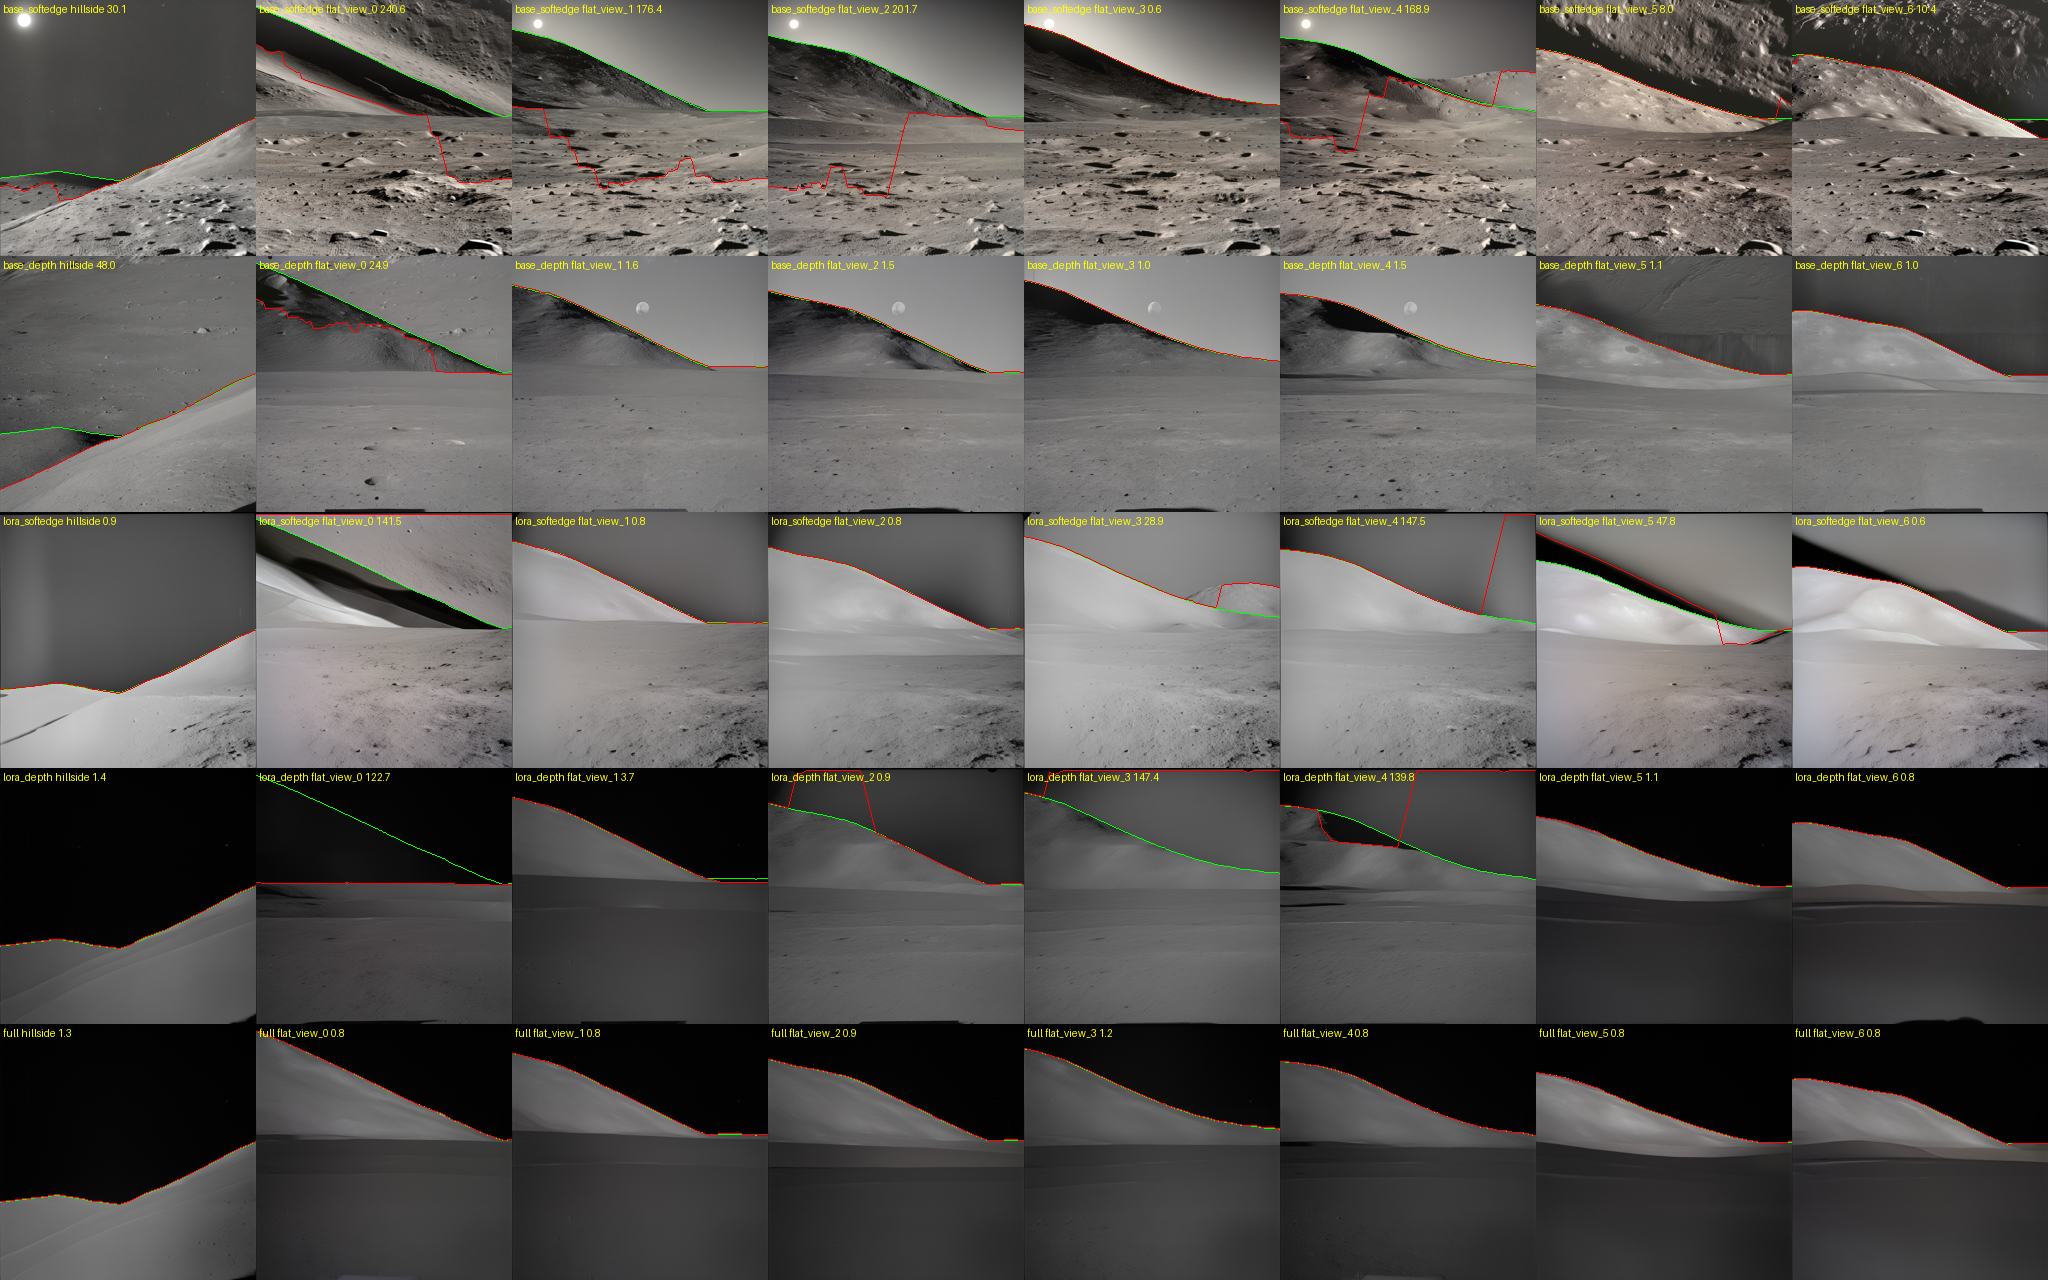 base_softedge hillside 30.1
base_softedge flat_view_0 240.6
base_softedge flat_view_1 176.4
base_softedge flat_view_2 201.7
base_softedge flat_view_3 0.6
base_softedge flat_view_4 168.9
base_softedge flat_view_5 8.0
base_softedge flat_view_6 10.4
base_depth hillside 48.0
base_depth flat_view_0 24.9
base_depth flat_view_1 1.6
base_depth flat_view_2 1.5
base_depth flat_view_3 1.0
base_depth flat_view_4 1.5
base_depth flat_view_5 1.1
base_depth flat_view_6 1.0
lora_softedge hillside 0.9
lora_softedge flat_view_0 141.5
lora_softedge flat_view_1 0.8
lora_softedge flat_view_2 0.8
lora_softedge flat_view_3 28.9
lora_softedge flat_view_4 147.5
lora_softedge flat_view_5 47.8
lora_softedge flat_view_6 0.6
lora_depth hillside 1.4
lora_depth flat_view_0 122.7
lora_depth flat_view_1 3.7
lora_depth flat_view_2 0.9
lora_depth flat_view_3 147.4
lora_depth flat_view_4 139.8
lora_depth flat_view_5 1.1
lora_depth flat_view_6 0.8
full hillside 1.3
full flat_view_0 0.8
full flat_view_1 0.8
full flat_view_2 0.9
full flat_view_3 1.2
full flat_view_4 0.8
full flat_view_5 0.8
full flat_view_6 0.8